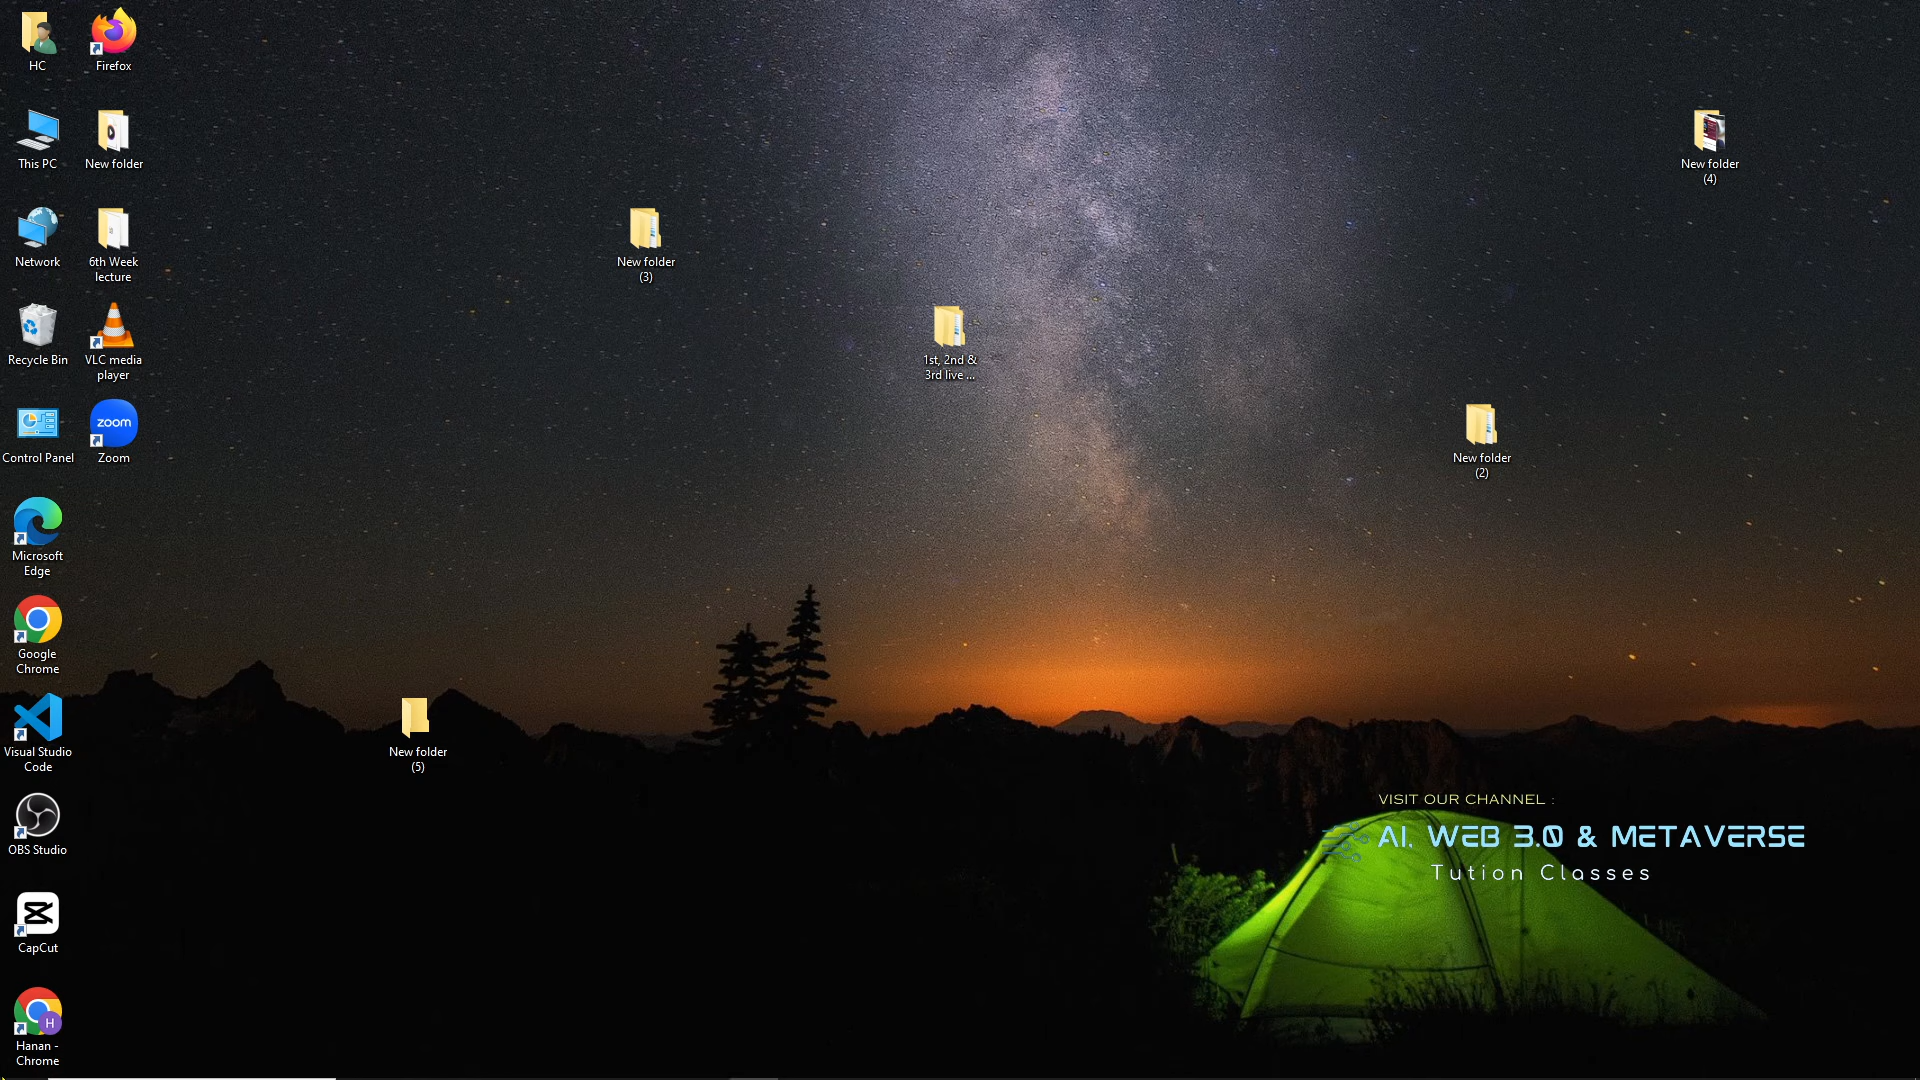 HC
Firefox
This PC
New folder
New folder
(4)
Network
6th Week
lecture
New folder
(3)
Recycle Bin
VLC media
player
1st, 2nd &
3rd live ...
Control Panel
zoom
Zoom
New folder
(2)
Microsoft
Edge
Google
Chrome
Visual Studio
Code
New folder
(5)
OBS Studio
VISIT OUR CHANNEL :
AI, WEB 3.0 & METAVERSE
Tution Classes
CapCut
H
Hanan -
Chrome